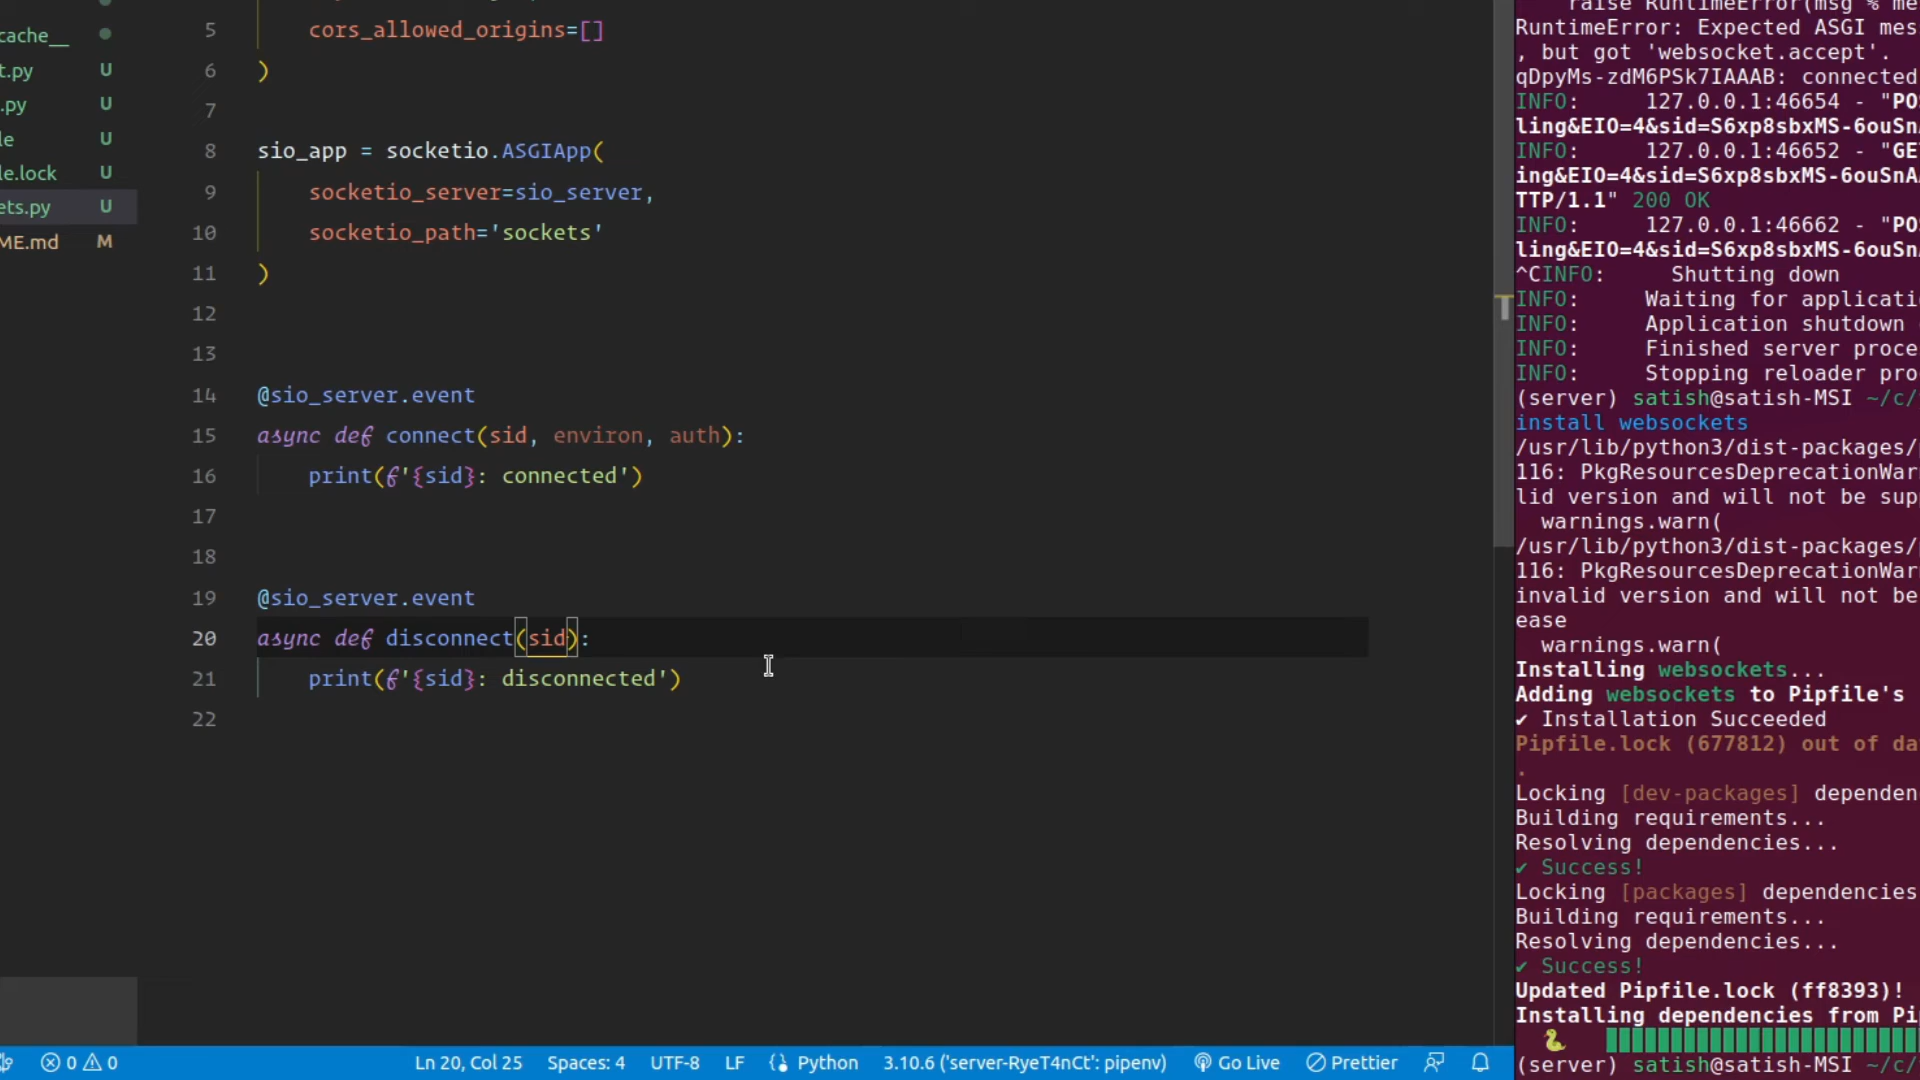 cache__
t.py U
.py U
le U
le.lock U
ets.py U
ME.md M
5 cors_allowed_origins=[]
6 )
7
8 sio_app = socketio.ASGIApp(
9 socketio_server=sio_server,
10 socketio_path='sockets'
11 )
12
13
14 @sio_server.event
15 async def connect(sid, environ, auth):
16 print(f'{sid}: connected')
17
18
19 @sio_server.event
20 async def disconnect(sid):
21 print(f'{sid}: disconnected')
22
raise RuntimeError(msg % me
RuntimeError: Expected ASGI mes
, but got 'websocket.accept'.
qDpyMs-zdM6PSk7IAAAB: connected
INFO: 127.0.0.1:46654 - "PO
ling&EIO=4&sid=S6xp8sbxMS-6ouSn
INFO: 127.0.0.1:46652 - "GE
ing&EIO=4&sid=S6xp8sbxMS-6ouSnA
TTP/1.1" 200 OK
INFO: 127.0.0.1:46662 - "PO
ling&EIO=4&sid=S6xp8sbxMS-6ouSn
^CINFO: Shutting down
INFO: Waiting for applicati
INFO: Application shutdown
INFO: Finished server proce
INFO: Stopping reloader pro
(server) satish@satish-MSI ~/c/
install websockets
/usr/lib/python3/dist-packages/
116: PkgResourcesDeprecationWar
lid version and will not be sup
warnings.warn(
/usr/lib/python3/dist-packages/
116: PkgResourcesDeprecationWar
invalid version and will not be
ease
warnings.warn(
Installing websockets...
Adding websockets to Pipfile's
✔ Installation Succeeded
Pipfile.lock (677812) out of da
.
Locking [dev-packages] dependen
Building requirements...
Resolving dependencies...
✔ Success!
Locking [packages] dependencies
Building requirements...
Resolving dependencies...
✔ Success!
Updated Pipfile.lock (ff8393)!
Installing dependencies from Pi
(server) satish@satish-MSI ~/c/
0 0 Ln 20, Col 25 Spaces: 4 UTF-8 LF Python 3.10.6 ('server-RyeT4nCt': pipenv) Go Live Prettier